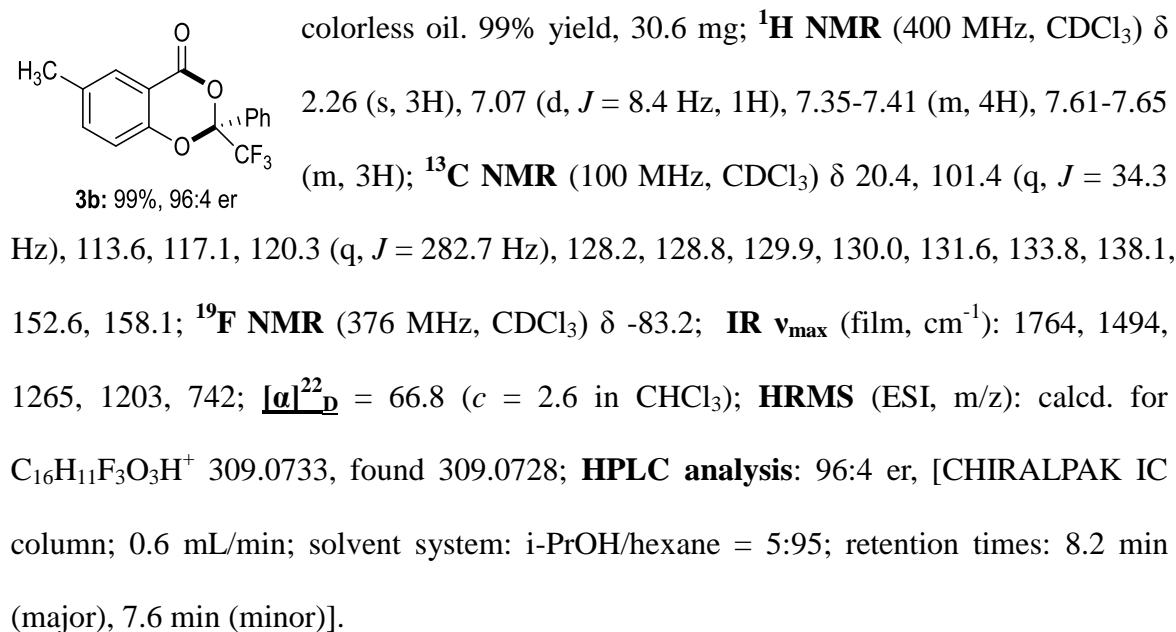 colorless oil. 99% yield, 30.6 mg; ¹H NMR (400 MHz, CDCl₃) δ
O
H₃C
O
Ph
O
CF₃
3b: 99%, 96:4 er
2.26 (s, 3H), 7.07 (d, J = 8.4 Hz, 1H), 7.35-7.41 (m, 4H), 7.61-7.65
(m, 3H); ¹³C NMR (100 MHz, CDCl₃) δ 20.4, 101.4 (q, J = 34.3
Hz), 113.6, 117.1, 120.3 (q, J = 282.7 Hz), 128.2, 128.8, 129.9, 130.0, 131.6, 133.8, 138.1,
152.6, 158.1; ¹⁹F NMR (376 MHz, CDCl₃) δ -83.2; IR νmax (film, cm⁻¹): 1764, 1494,
1265, 1203, 742; [α]²²D = 66.8 (c = 2.6 in CHCl₃); HRMS (ESI, m/z): calcd. for
C₁₆H₁₁F₃O₃H⁺ 309.0733, found 309.0728; HPLC analysis: 96:4 er, [CHIRALPAK IC
column; 0.6 mL/min; solvent system: i-PrOH/hexane = 5:95; retention times: 8.2 min
(major), 7.6 min (minor)].